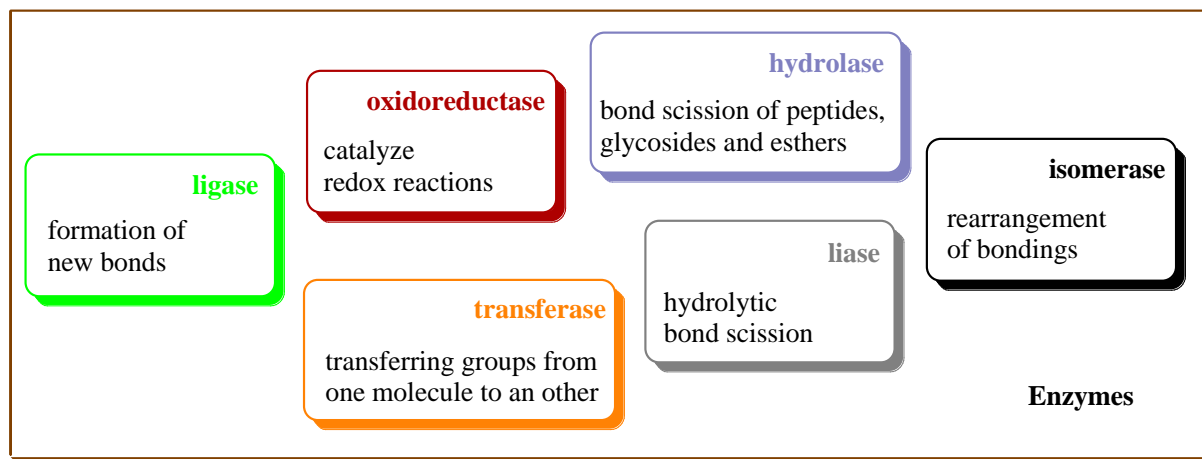 ligase
formation of
new bonds
oxidoreductase
catalyze
redox reactions
transferase
transferring groups from
one molecule to an other
hydrolase
bond scission of peptides,
glycosides and esthers
liase
hydrolytic
bond scission
isomerase
rearrangement
of bondings
Enzymes